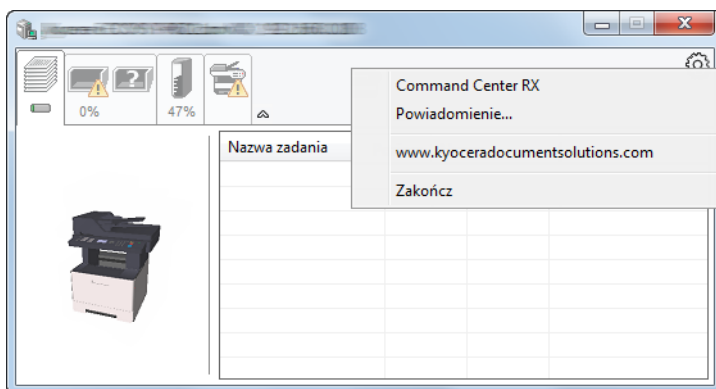 0%
47%
Nazwa zadania
Command Center RX
Powiadomienie...
www.kyoceradocumentsolutions.com
Zakończ